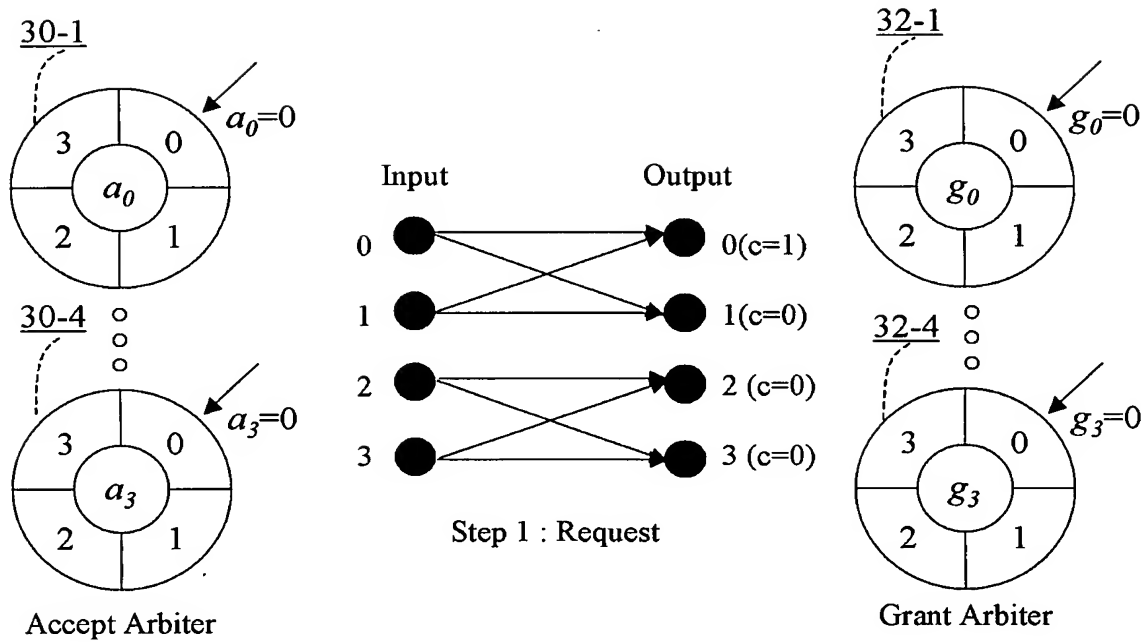 30-1
a0=0
3 0
a0
2 1
30-4
a3=0
3 0
a3
2 1
Accept Arbiter
Input Output
0 0(c=1)
1 1(c=0)
2 2 (c=0)
3 3 (c=0)
Step 1 : Request
32-1
g0=0
3 0
g0
2 1
32-4
g3=0
3 0
g3
2 1
Grant Arbiter